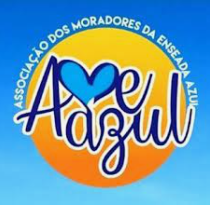 ASSOCIAÇÃO DOS MORADORES DA ENSEADA AZUL
Ame
azul